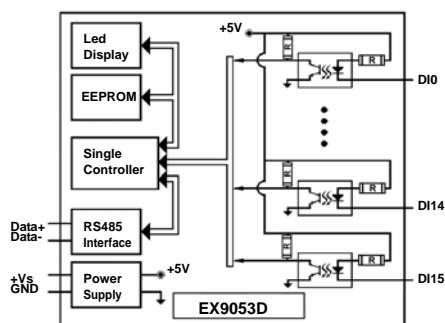 Led
Display
EEPROM
Single
Controller
RS485
Interface
Data+
Data-
+Vs
GND
Power
Supply
+5V
+5V
R
R
DI0
R
R
DI14
R
R
DI15
EX9053D